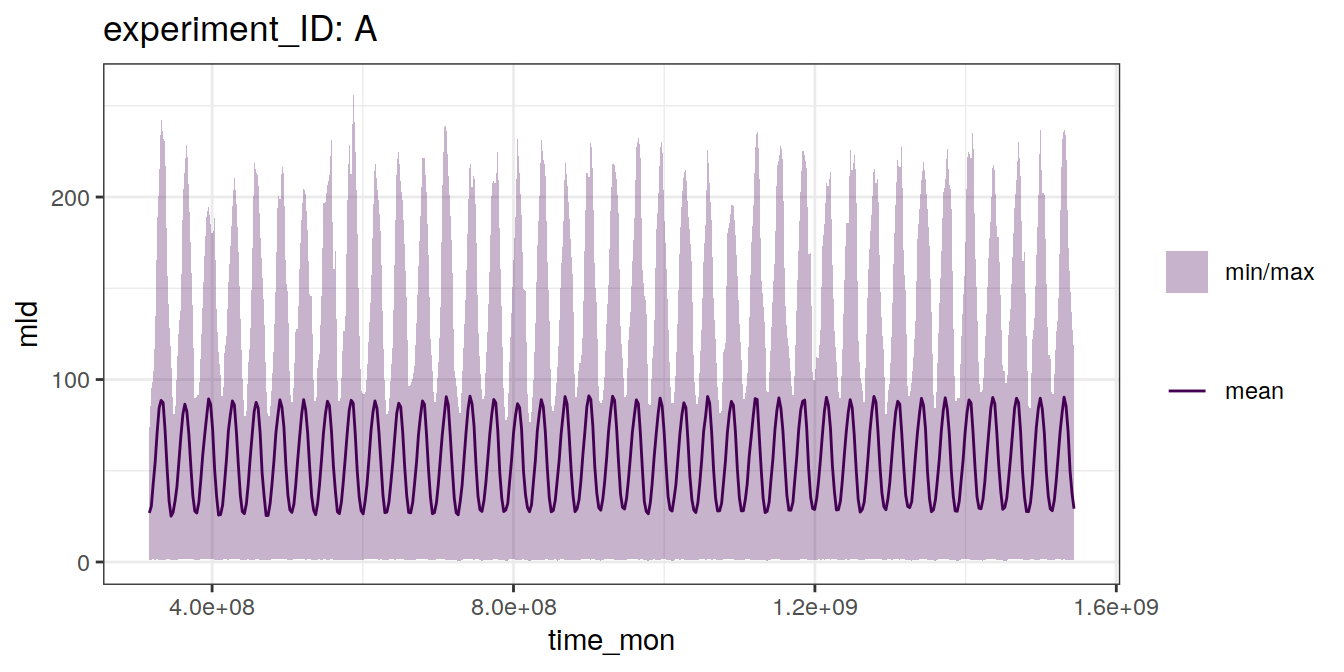 experiment_ID: A
mld
200
100
0
4.0e+08
8.0e+08
1.2e+09
1.6e+09
time_mon
min/max
mean